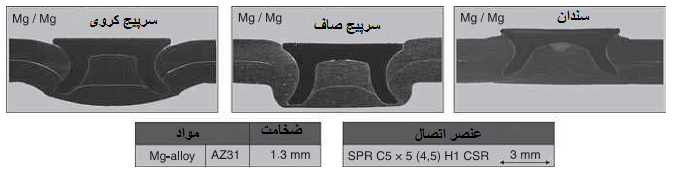 Mg / Mg
سرپیچ کروی
Mg / Mg
سرپیچ صاف
Mg / Mg
سندان
مواد
ضخامت
Mg-alloy
AZ31
1.3 mm
عنصر اتصال
SPR C5 × 5 (4,5) H1 CSR
3 mm